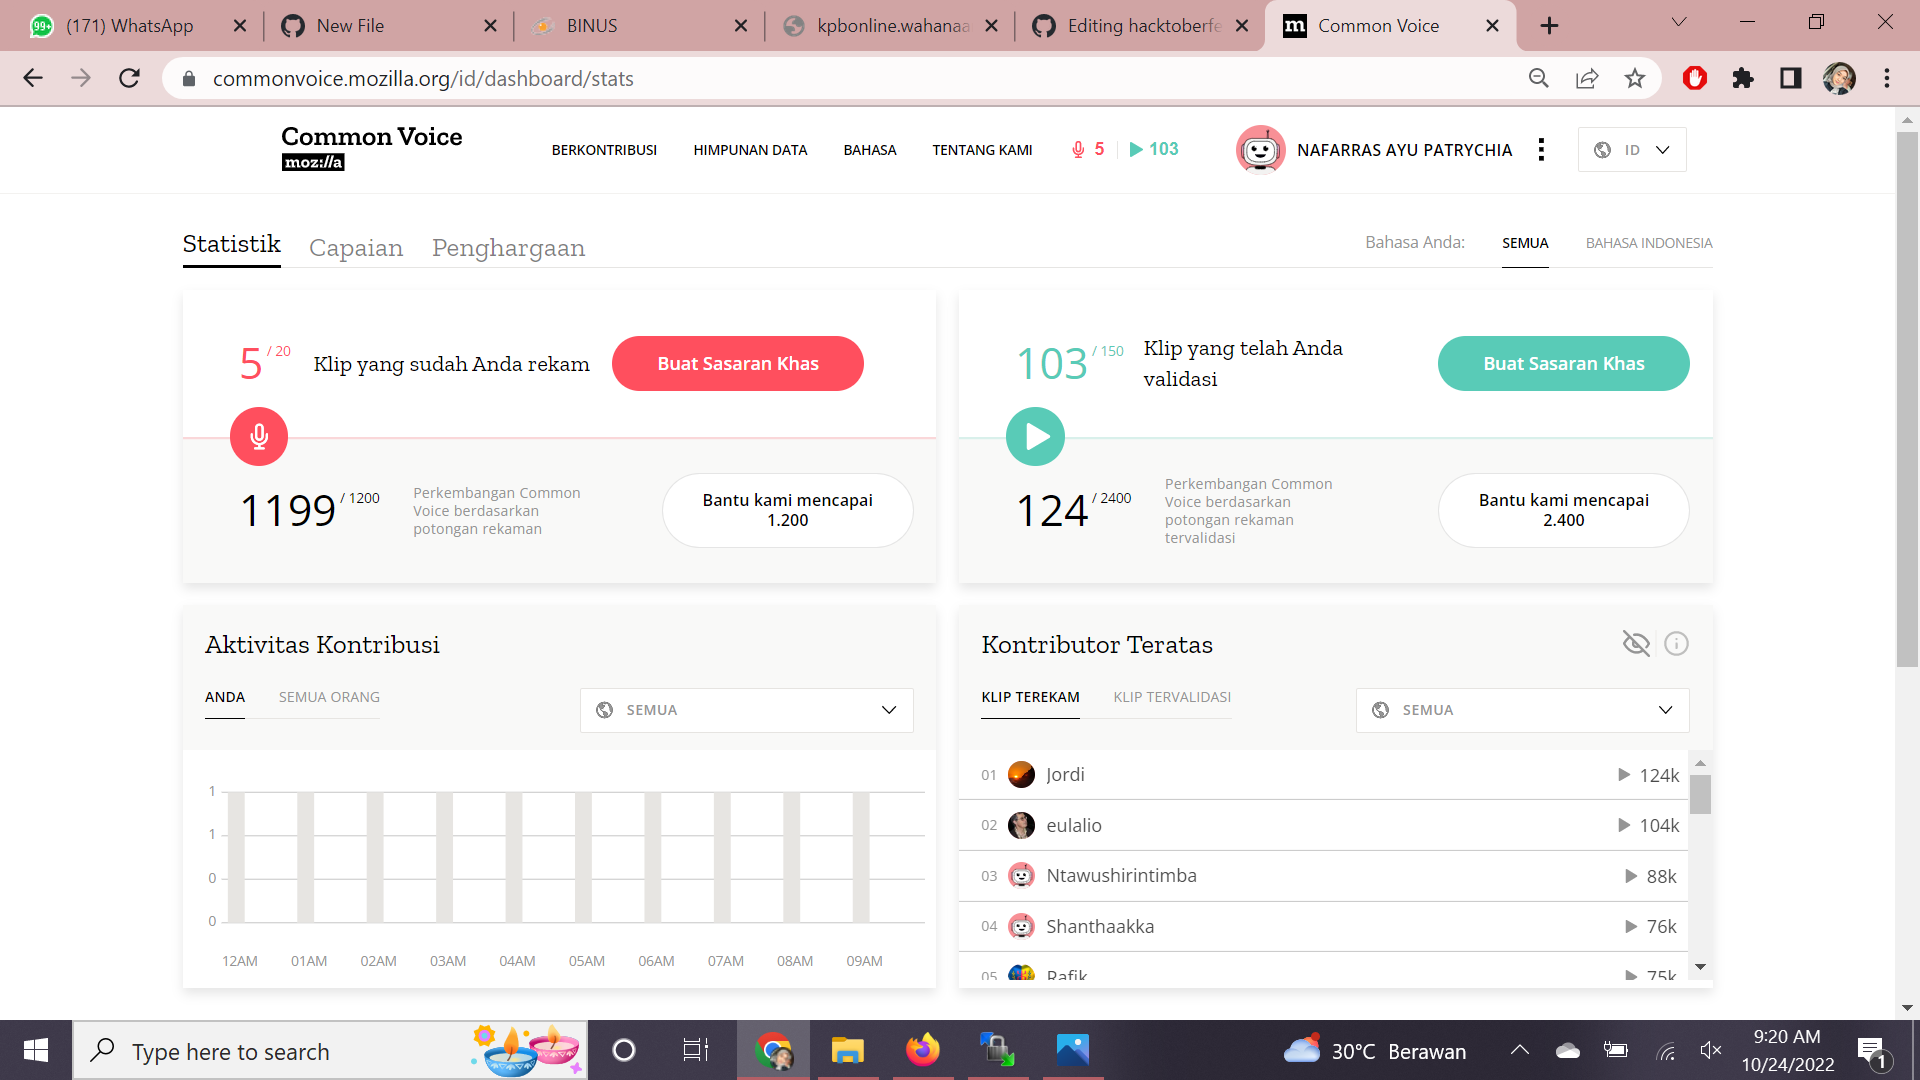 (171) WhatsApp
New File
BINUS
kpbonline.wahanaa
Editing hacktoberfe
Common Voice
commonvoice.mozilla.org/id/dashboard/stats
Common Voice
moz://a
BERKONTRIBUSI
HIMPUNAN DATA
BAHASA
TENTANG KAMI
5
103
NAFARRAS AYU PATRYCHIA
ID
Statistik
Capaian
Penghargaan
Bahasa Anda:
SEMUA
BAHASA INDONESIA
5 / 20
Klip yang sudah Anda rekam
Buat Sasaran Khas
1199 / 1200
Perkembangan Common
Voice berdasarkan
potongan rekaman
Bantu kami mencapai
1.200
103 / 150
Klip yang telah Anda
validasi
Buat Sasaran Khas
124 / 2400
Perkembangan Common
Voice berdasarkan
potongan rekaman
tervalidasi
Bantu kami mencapai
2.400
Aktivitas Kontribusi
ANDA
SEMUA ORANG
SEMUA
1
1
0
0
12AM 01AM 02AM 03AM 04AM 05AM 06AM 07AM 08AM 09AM
Kontributor Teratas
KLIP TEREKAM
KLIP TERVALIDASI
SEMUA
01 Jordi 124k
02 eulalio 104k
03 Ntawushirintimba 88k
04 Shanthaakka 76k
05 Rafik 75k
Type here to search
30°C Berawan
9:20 AM
10/24/2022
1